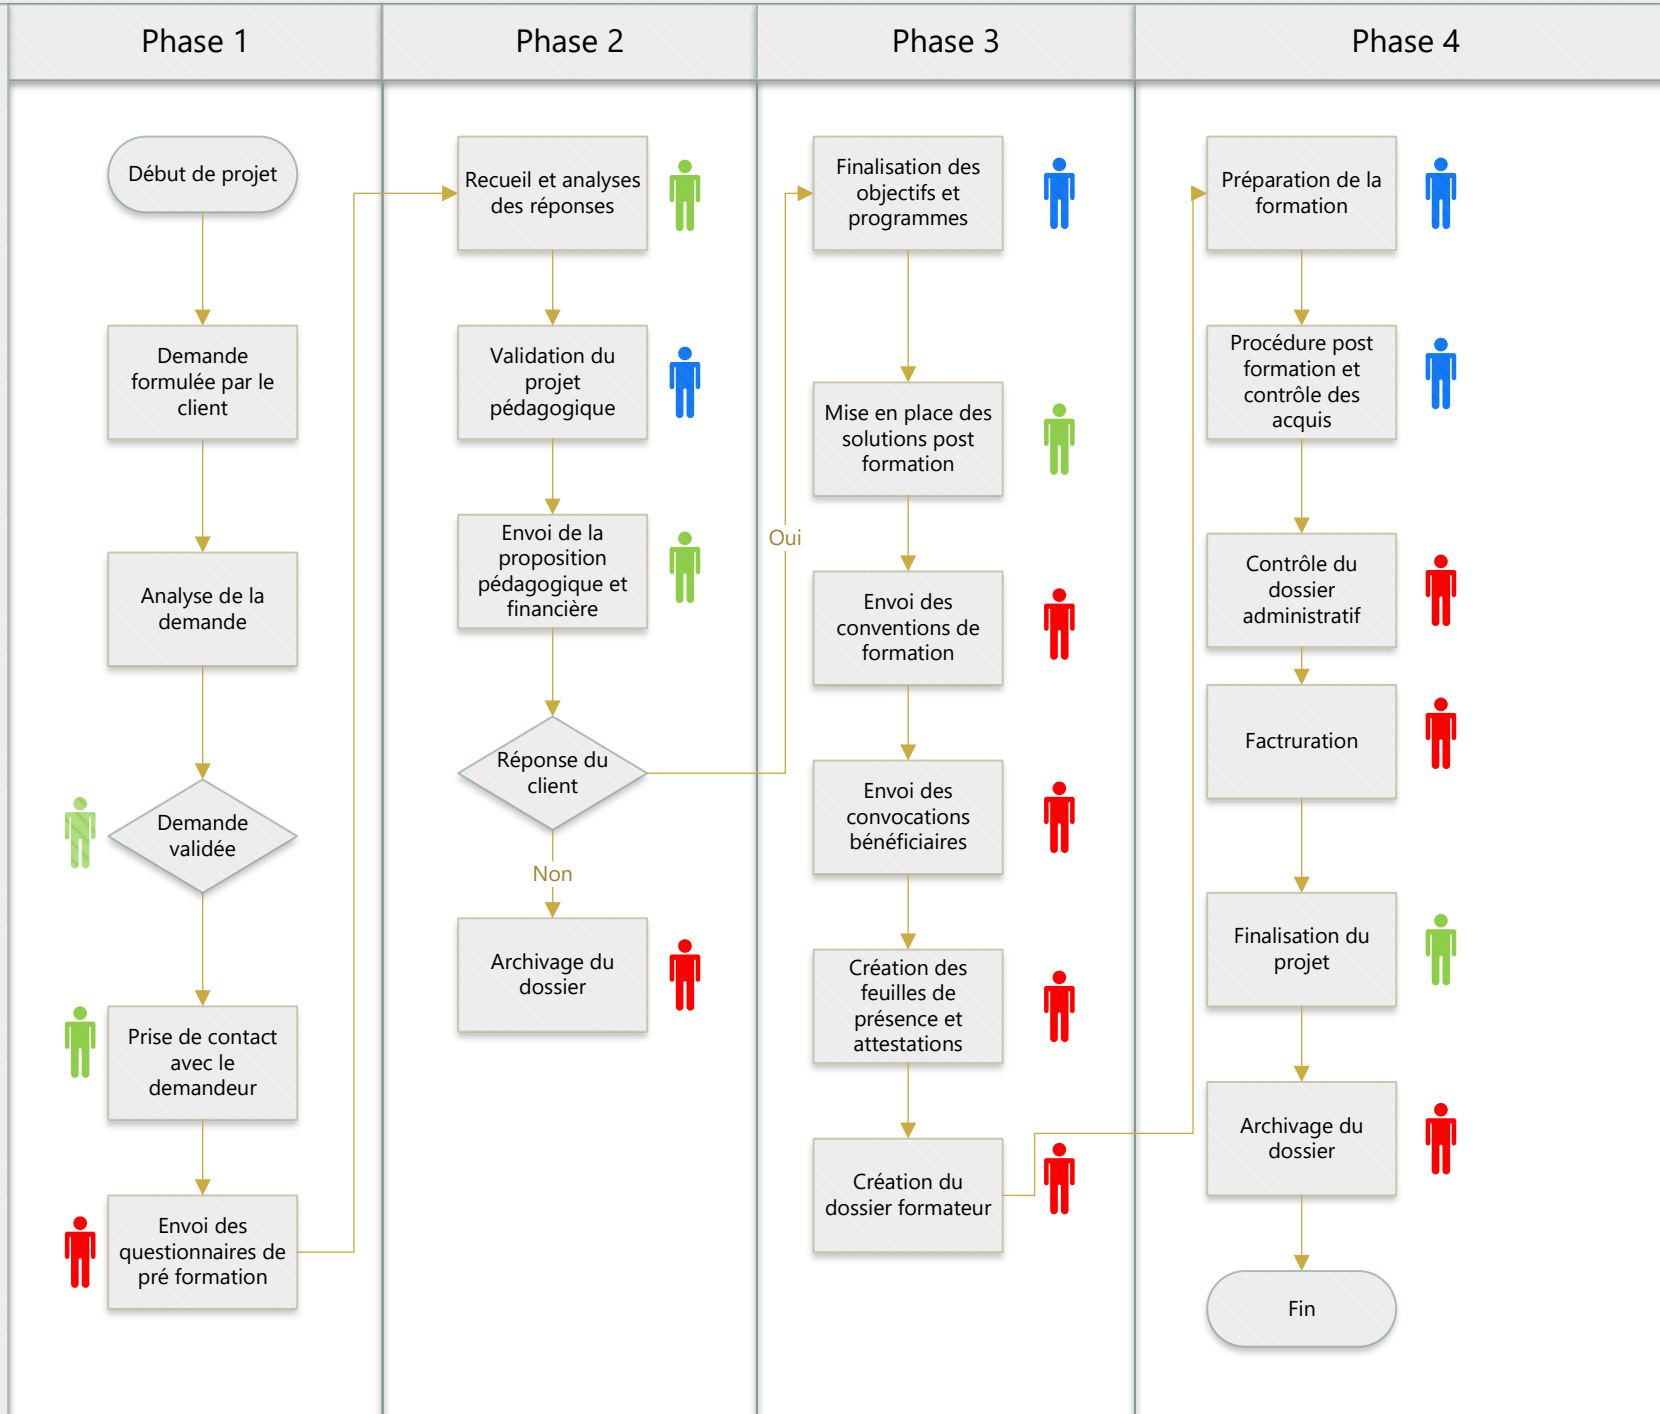 Phase 1
Phase 2
Phase 3
Phase 4
Début de projet
Demande
formulée par le
client
Analyse de la
demande
Demande
validée
Prise de contact
avec le
demandeur
Envoi des
questionnaires de
pré formation
Recueil et analyses
des réponses
Validation du
projet
pédagogique
Envoi de la
proposition
pédagogique et
financière
Réponse du
client
Oui
Non
Archivage du
dossier
Finalisation des
objectifs et
programmes
Mise en place des
solutions post
formation
Envoi des
conventions de
formation
Envoi des
convocations
bénéficiaires
Création des
feuilles de
présence et
attestations
Création du
dossier formateur
Préparation de la
formation
Procédure post
formation et
contrôle des
acquis
Contrôle du
dossier
administratif
Factruration
Finalisation du
projet
Archivage du
dossier
Fin